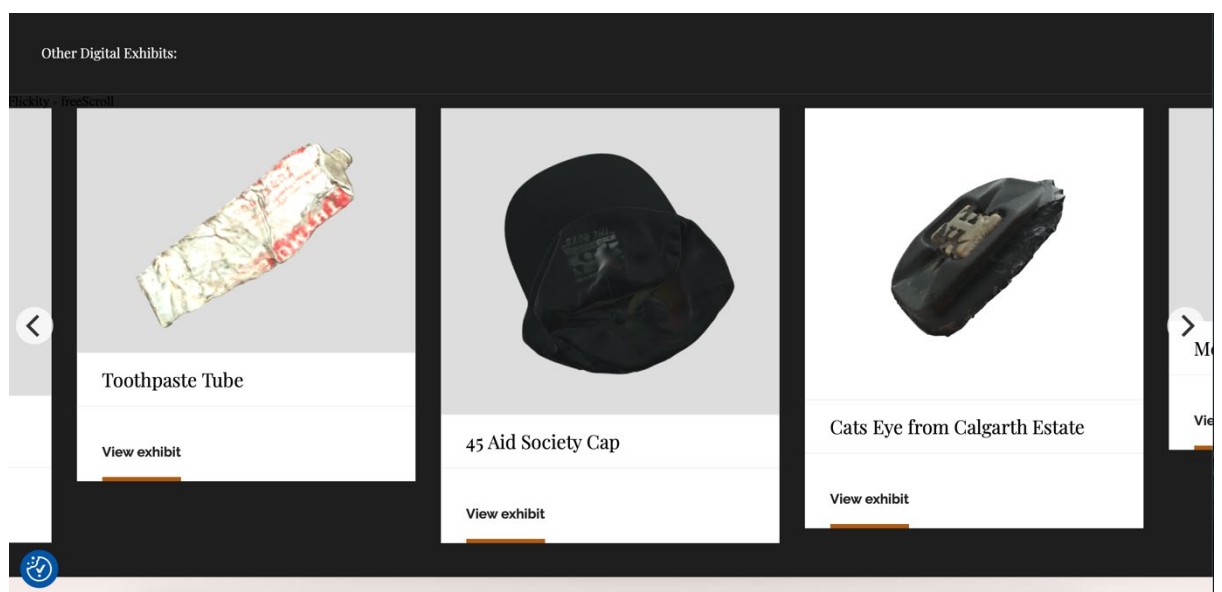 Other Digital Exhibits:
Flickity - freeScroll
Toothpaste Tube
View exhibit
45 Aid Society Cap
View exhibit
Cats Eye from Calgarth Estate
View exhibit